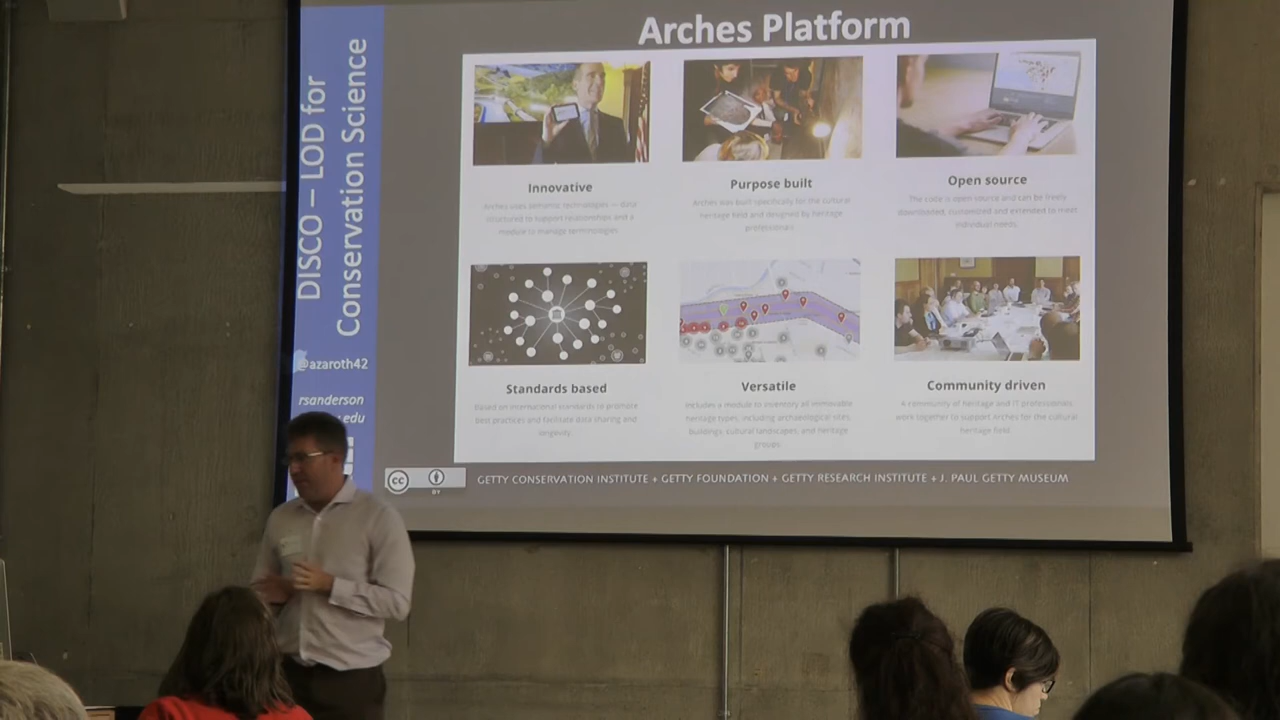 Arches Platform
DISCO – LOD for
Conservation Science
@azaroth42
rsanderson
.edu
Innovative
Arches uses semantic technologies — data
structured to support relationships and a
module to manage terminologies.
Purpose built
Arches was built specifically for the cultural
heritage field and designed by heritage
professionals.
Open source
The code is open source and can be freely
downloaded, customized and extended to meet
individual needs.
Standards based
Based on international standards to promote
best practices and facilitate data sharing and
longevity.
Versatile
Includes a module to inventory all immovable
heritage types, including archaeological sites,
buildings, cultural landscapes, and heritage
groups.
Community driven
A community of heritage and IT professionals
work together to support Arches for the cultural
heritage field.
cc
BY
GETTY CONSERVATION INSTITUTE + GETTY FOUNDATION + GETTY RESEARCH INSTITUTE + J. PAUL GETTY MUSEUM